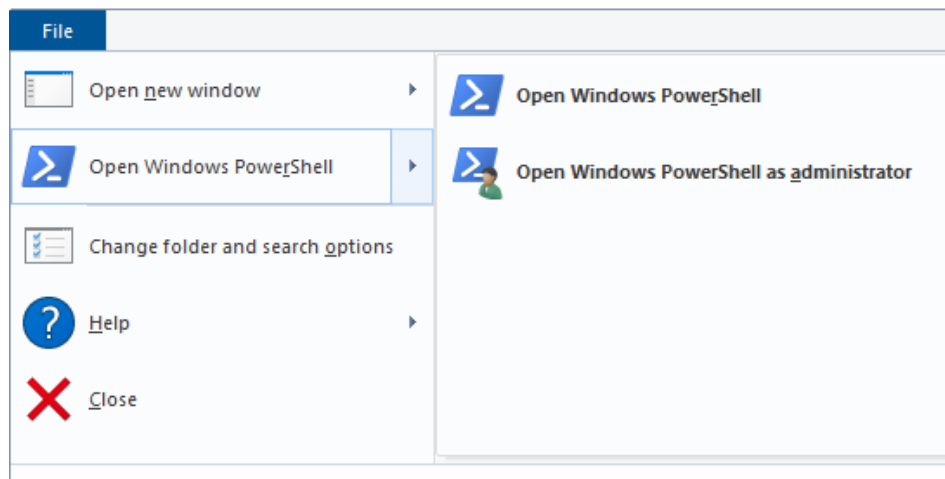 File
Open new window
Open Windows PowerShell
Change folder and search options
Help
Close
Open Windows PowerShell
Open Windows PowerShell as administrator